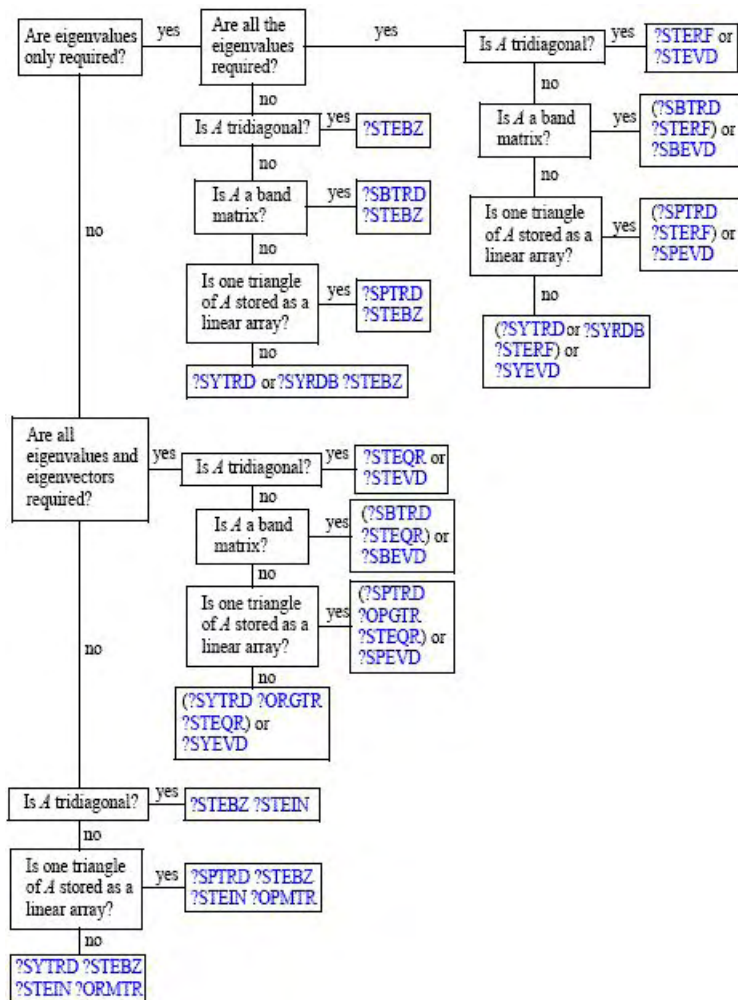 Are eigenvalues
only required?
yes
Are all the
eigenvalues
required?
yes
Is A tridiagonal?
yes
?STERF or
?STEVD
no
Is A a band
matrix?
yes
(?SBTRD
?STERF) or
?SBEVD
no
Is one triangle
of A stored as a
linear array?
yes
(?SPTRD
?STERF) or
?SPEVD
no
(?SYTRD or ?SYRDB
?STERF) or
?SYEVD
no
Is A tridiagonal?
yes
?STEBZ
no
Is A a band
matrix?
yes
?SBTRD
?STEBZ
no
Is one triangle
of A stored as a
linear array?
yes
?SPTRD
?STEBZ
no
?SYTRD or ?SYRDB ?STEBZ
no
Are all
eigenvalues and
eigenvectors
required?
yes
Is A tridiagonal?
yes
?STEQR or
?STEVD
no
Is A a band
matrix?
yes
(?SBTRD
?STEQR) or
?SBEVD
no
Is one triangle
of A stored as a
linear array?
yes
(?SPTRD
?OPGTR
?STEQR) or
?SPEVD
no
(?SYTRD ?ORGTR
?STEQR) or
?SYEVD
no
Is A tridiagonal?
yes
?STEBZ ?STEIN
no
Is one triangle
of A stored as a
linear array?
yes
?SPTRD ?STEBZ
?STEIN ?OPMTR
no
?SYTRD ?STEBZ
?STEIN ?ORMTR